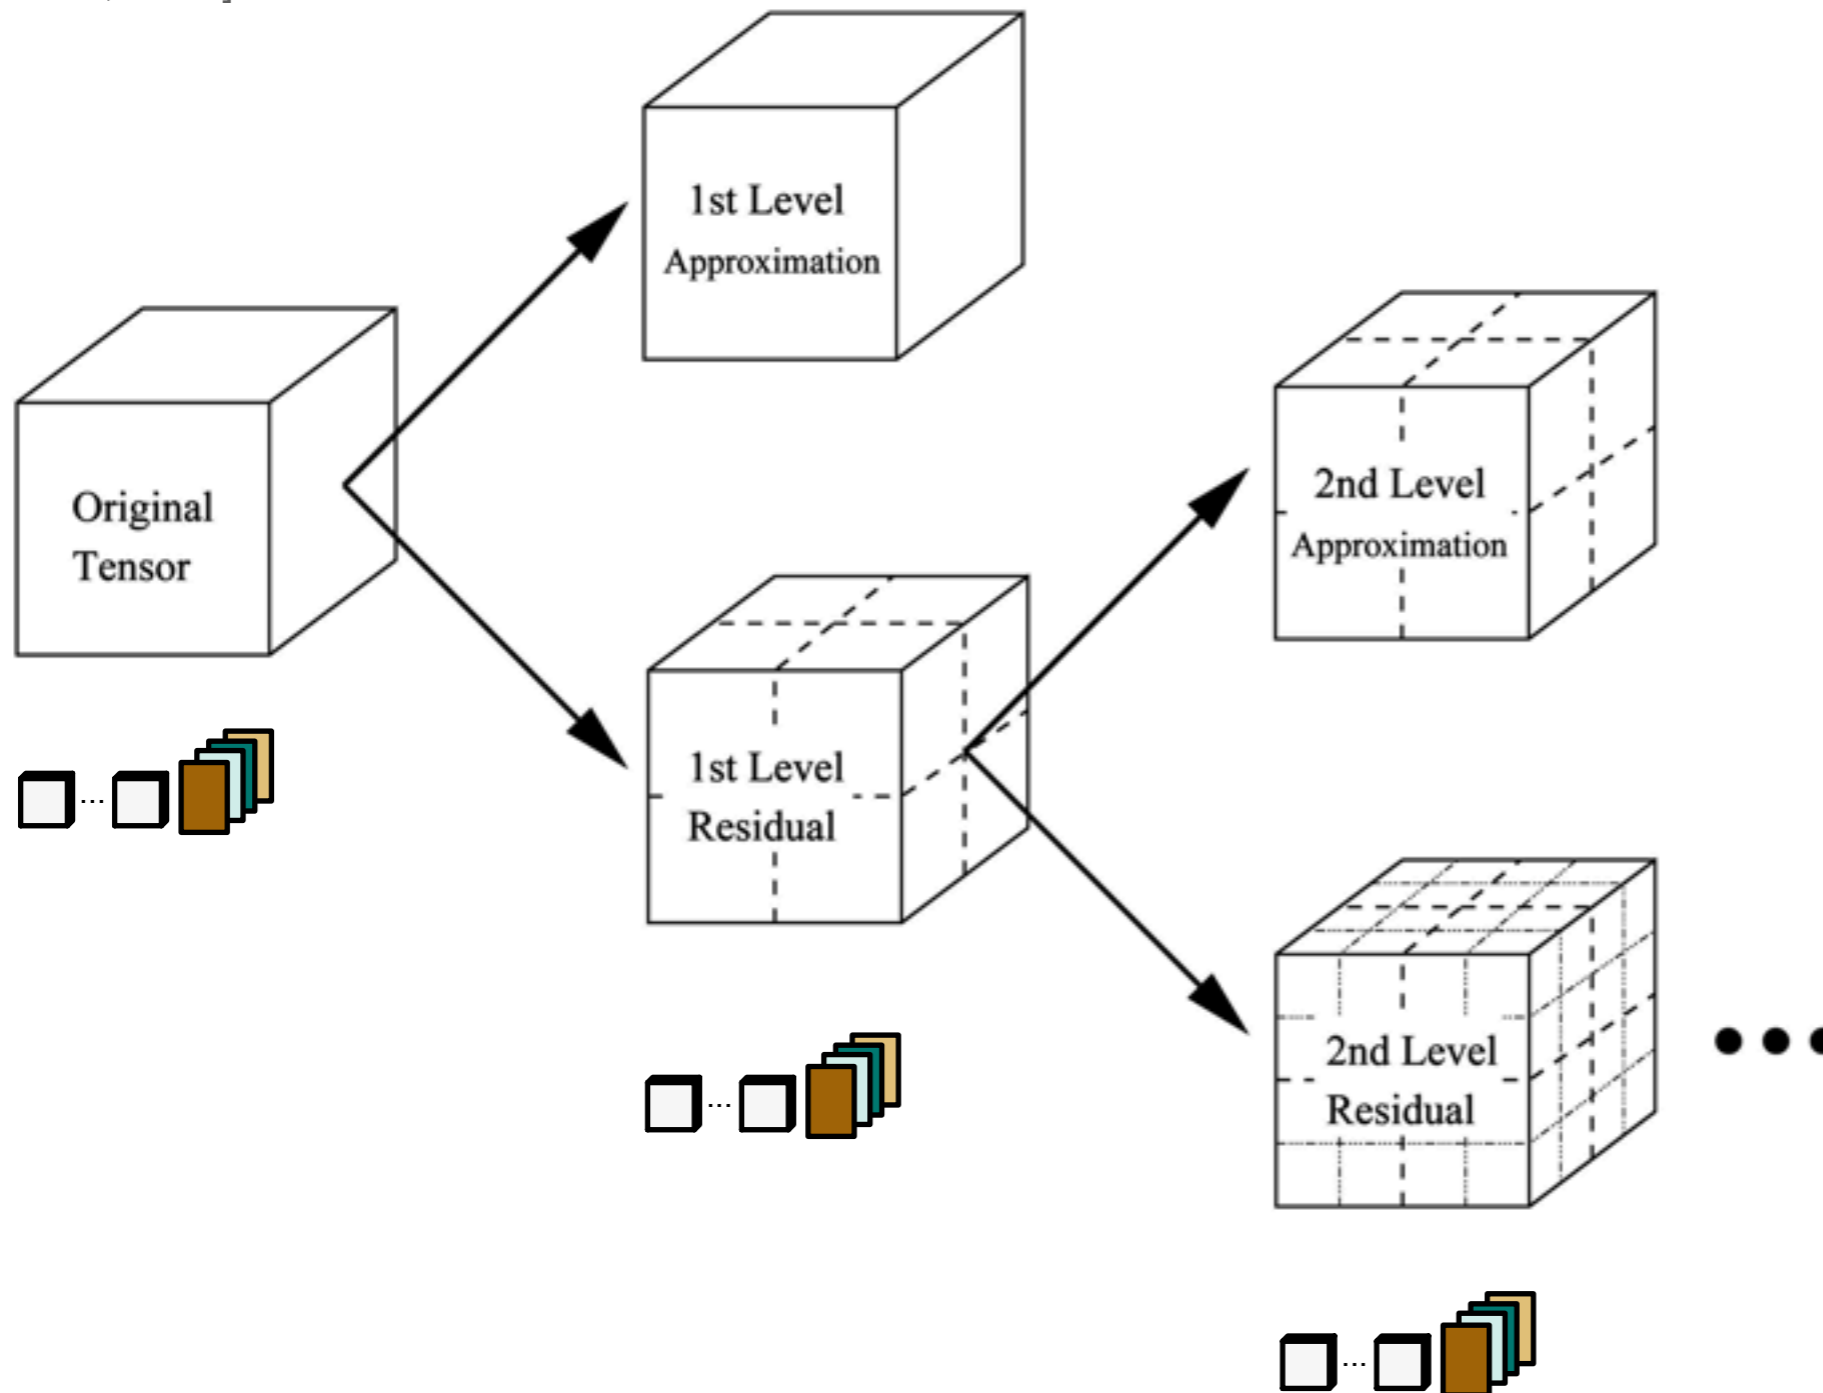 1st Level
Approximation
Original
Tensor
2nd Level
Approximation
1st Level
Residual
...
2nd Level
Residual
...
...